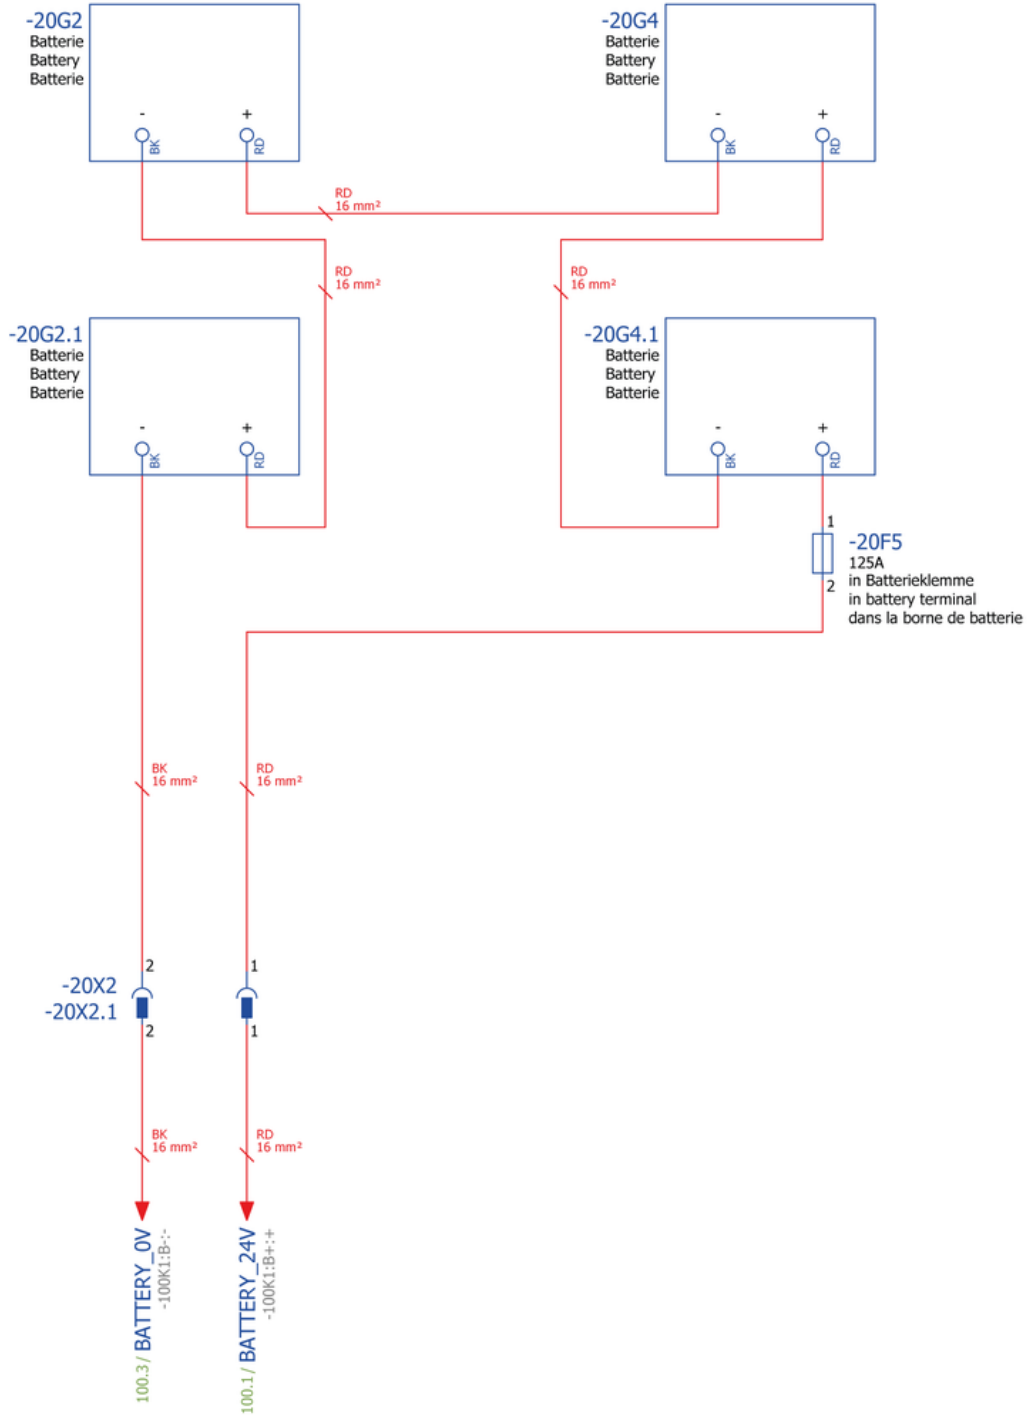 -20G2
Batterie
Battery
Batterie
-
+
BK
RD
-20G4
Batterie
Battery
Batterie
-
+
BK
RD
RD
16 mm²
RD
16 mm²
RD
16 mm²
-20G2.1
Batterie
Battery
Batterie
-
+
BK
RD
-20G4.1
Batterie
Battery
Batterie
-
+
BK
RD
1
2
-20F5
125A
in Batterieklemme
in battery terminal
dans la borne de batterie
BK
16 mm²
RD
16 mm²
-20X2
-20X2.1
2
2
1
1
BK
16 mm²
RD
16 mm²
100.3 / BATTERY_0V
-100K1:B-:-
100.1 / BATTERY_24V
-100K1:B+:+